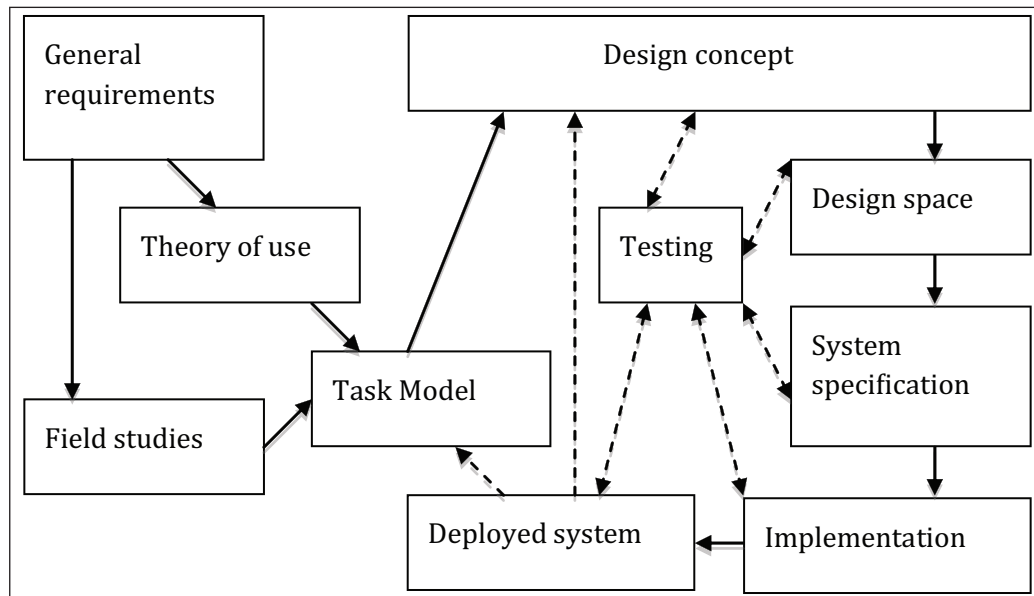 General
requirements
Design concept
Theory of use
Testing
Design space
Task Model
System
specification
Field studies
Deployed system
Implementation